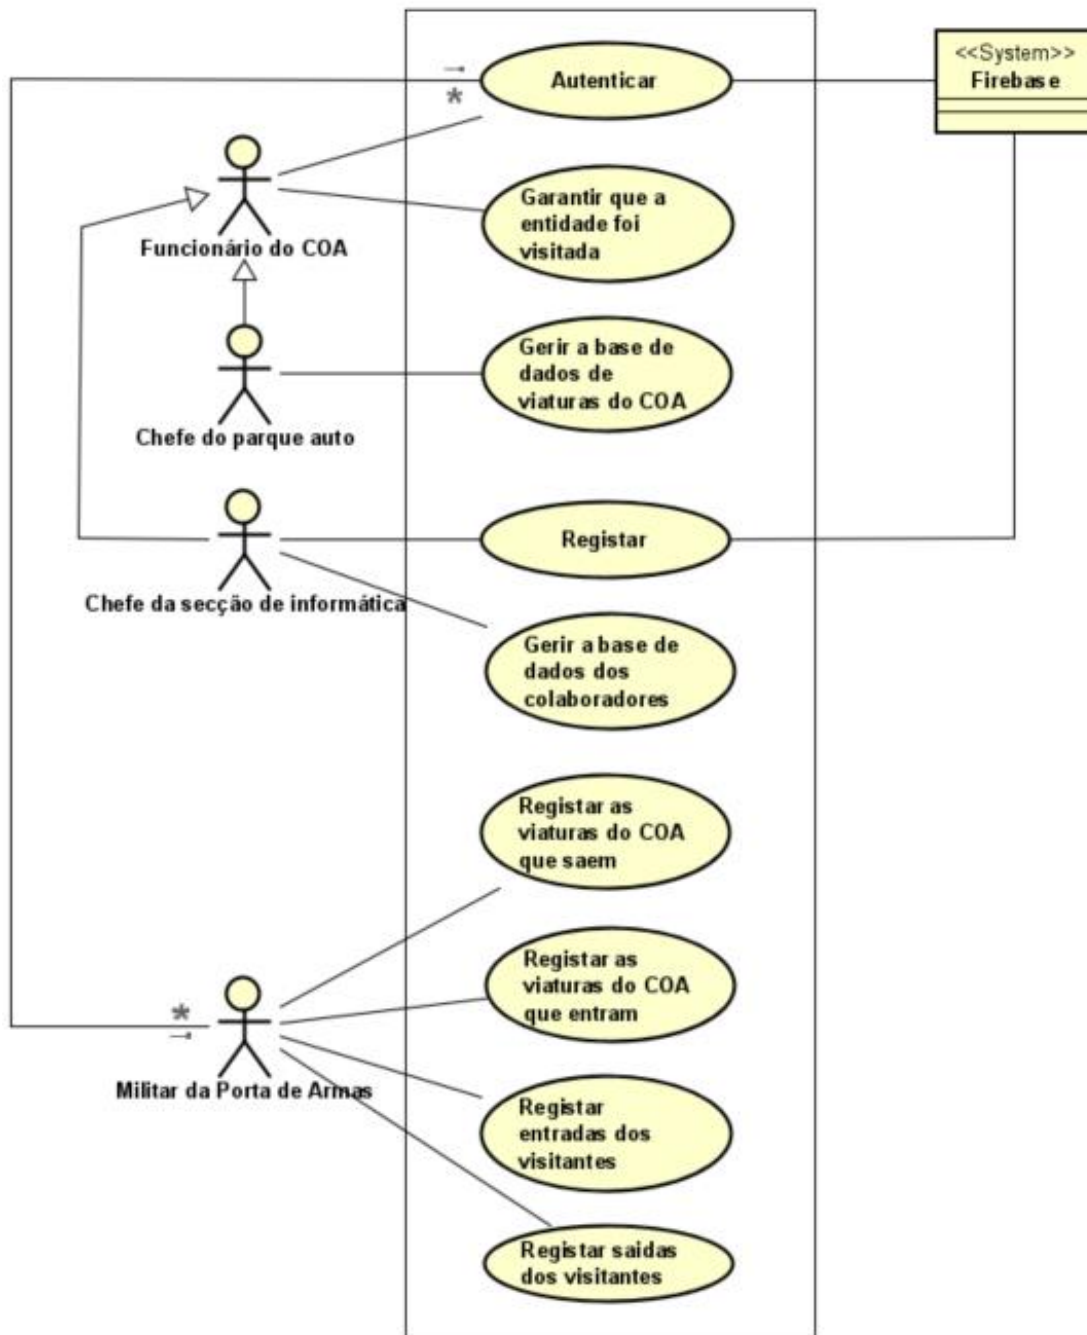 <<System>>
Firebase
Autenticar
*
Garantir que a
entidade foi
visitada
Funcionário do COA
Gerir a base de
dados de
viaturas do COA
Chefe do parque auto
Registar
Chefe da secção de informática
Gerir a base de
dados dos
colaboradores
Registar as
viaturas do COA
que saem
Registar as
viaturas do COA
que entram
*
Militar da Porta de Armas
Registar
entradas dos
visitantes
Registar saidas
dos visitantes